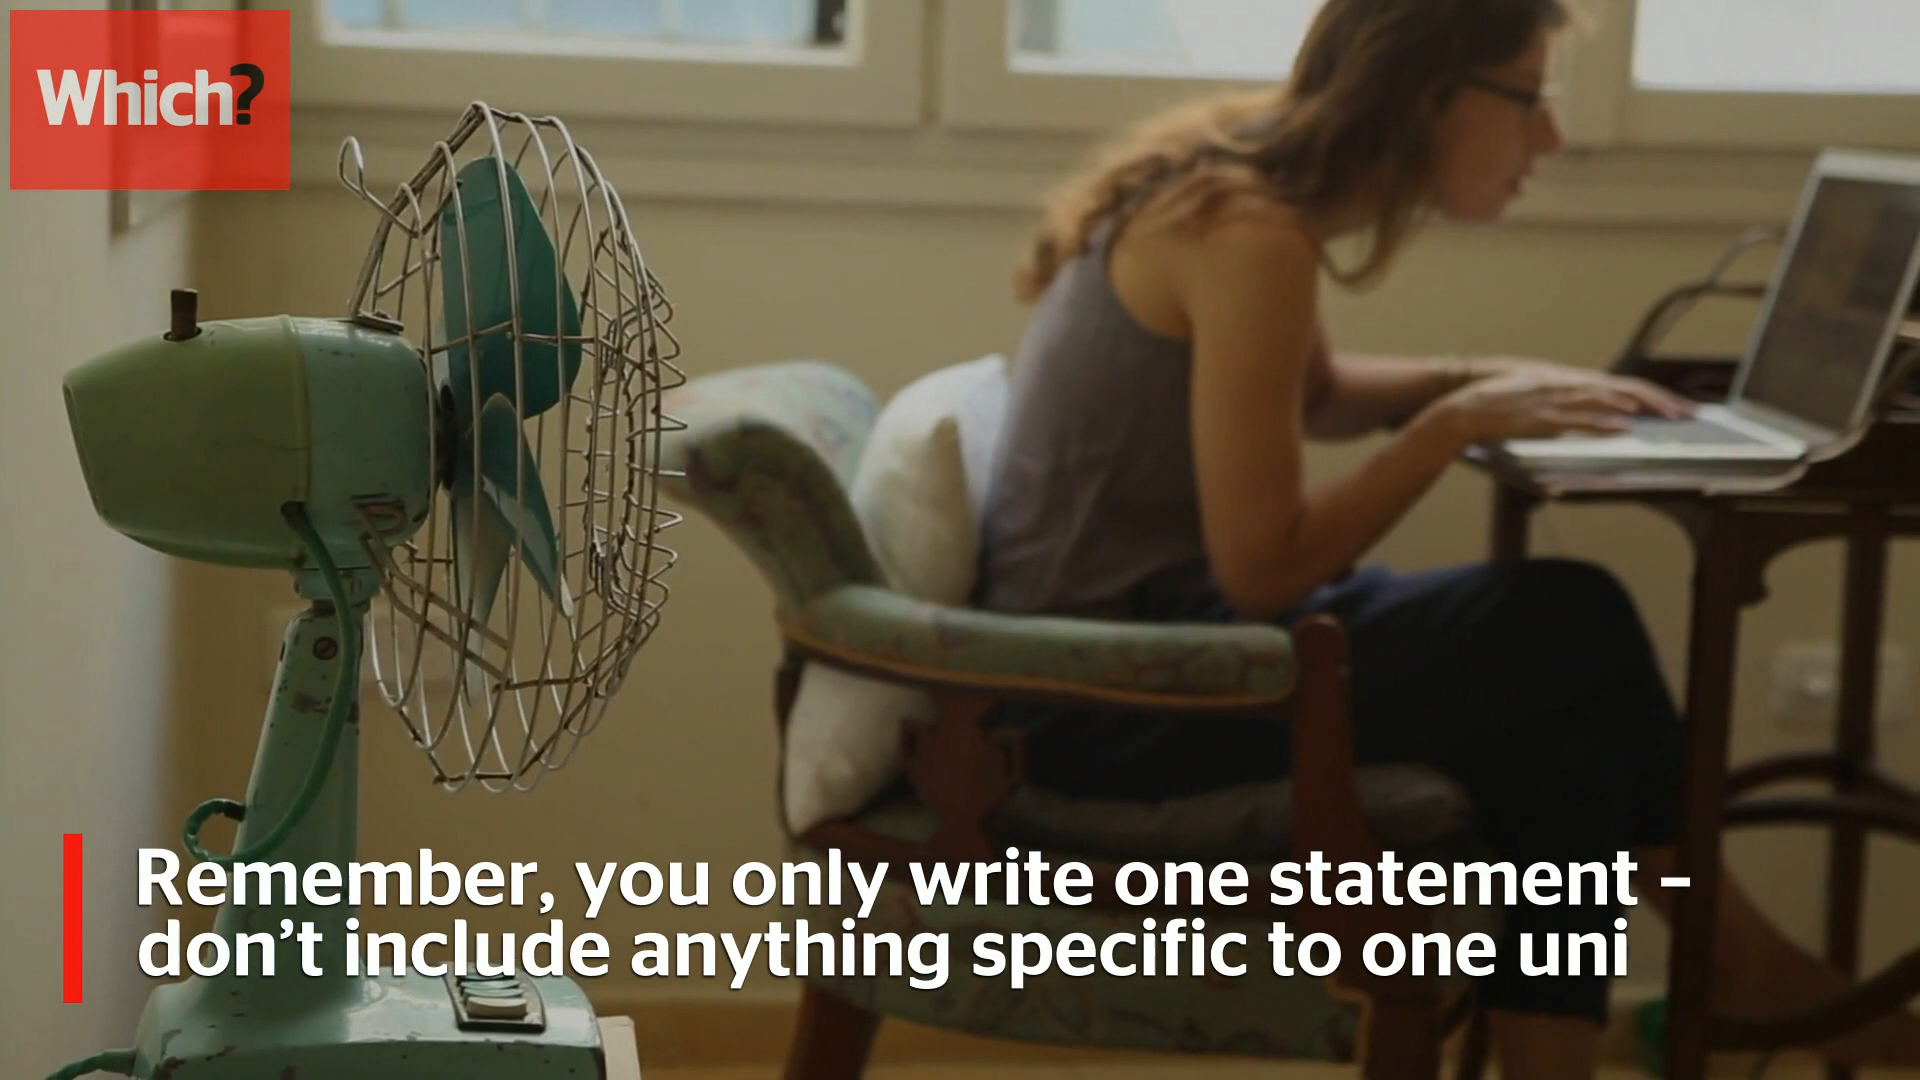 Which?
Remember, you only write one statement –
don’t include anything specific to one uni